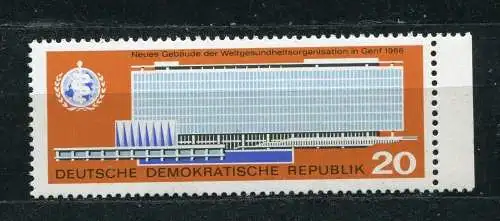 Neues Gebäude der Weltgesundheitsorganisation in Genf 1966
DEUTSCHE DEMOKRATISCHE REPUBLIK 20